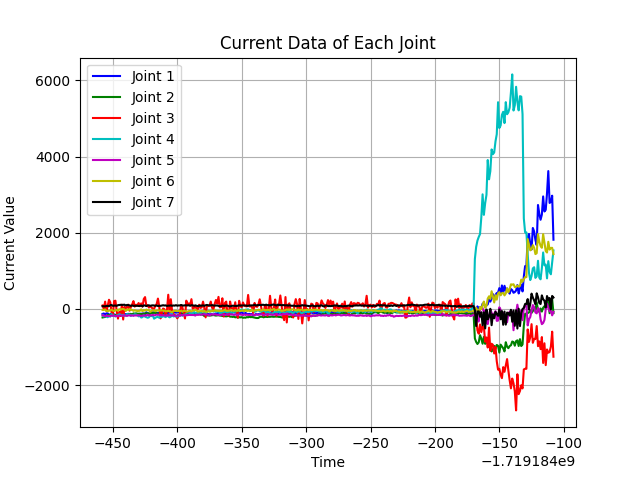 Current Data of Each Joint
6000
4000
2000
0
−2000
Current Value
Joint 1
Joint 2
Joint 3
Joint 4
Joint 5
Joint 6
Joint 7
−450 −400 −350 −300 −250 −200 −150 −100
Time
−1.719184e9